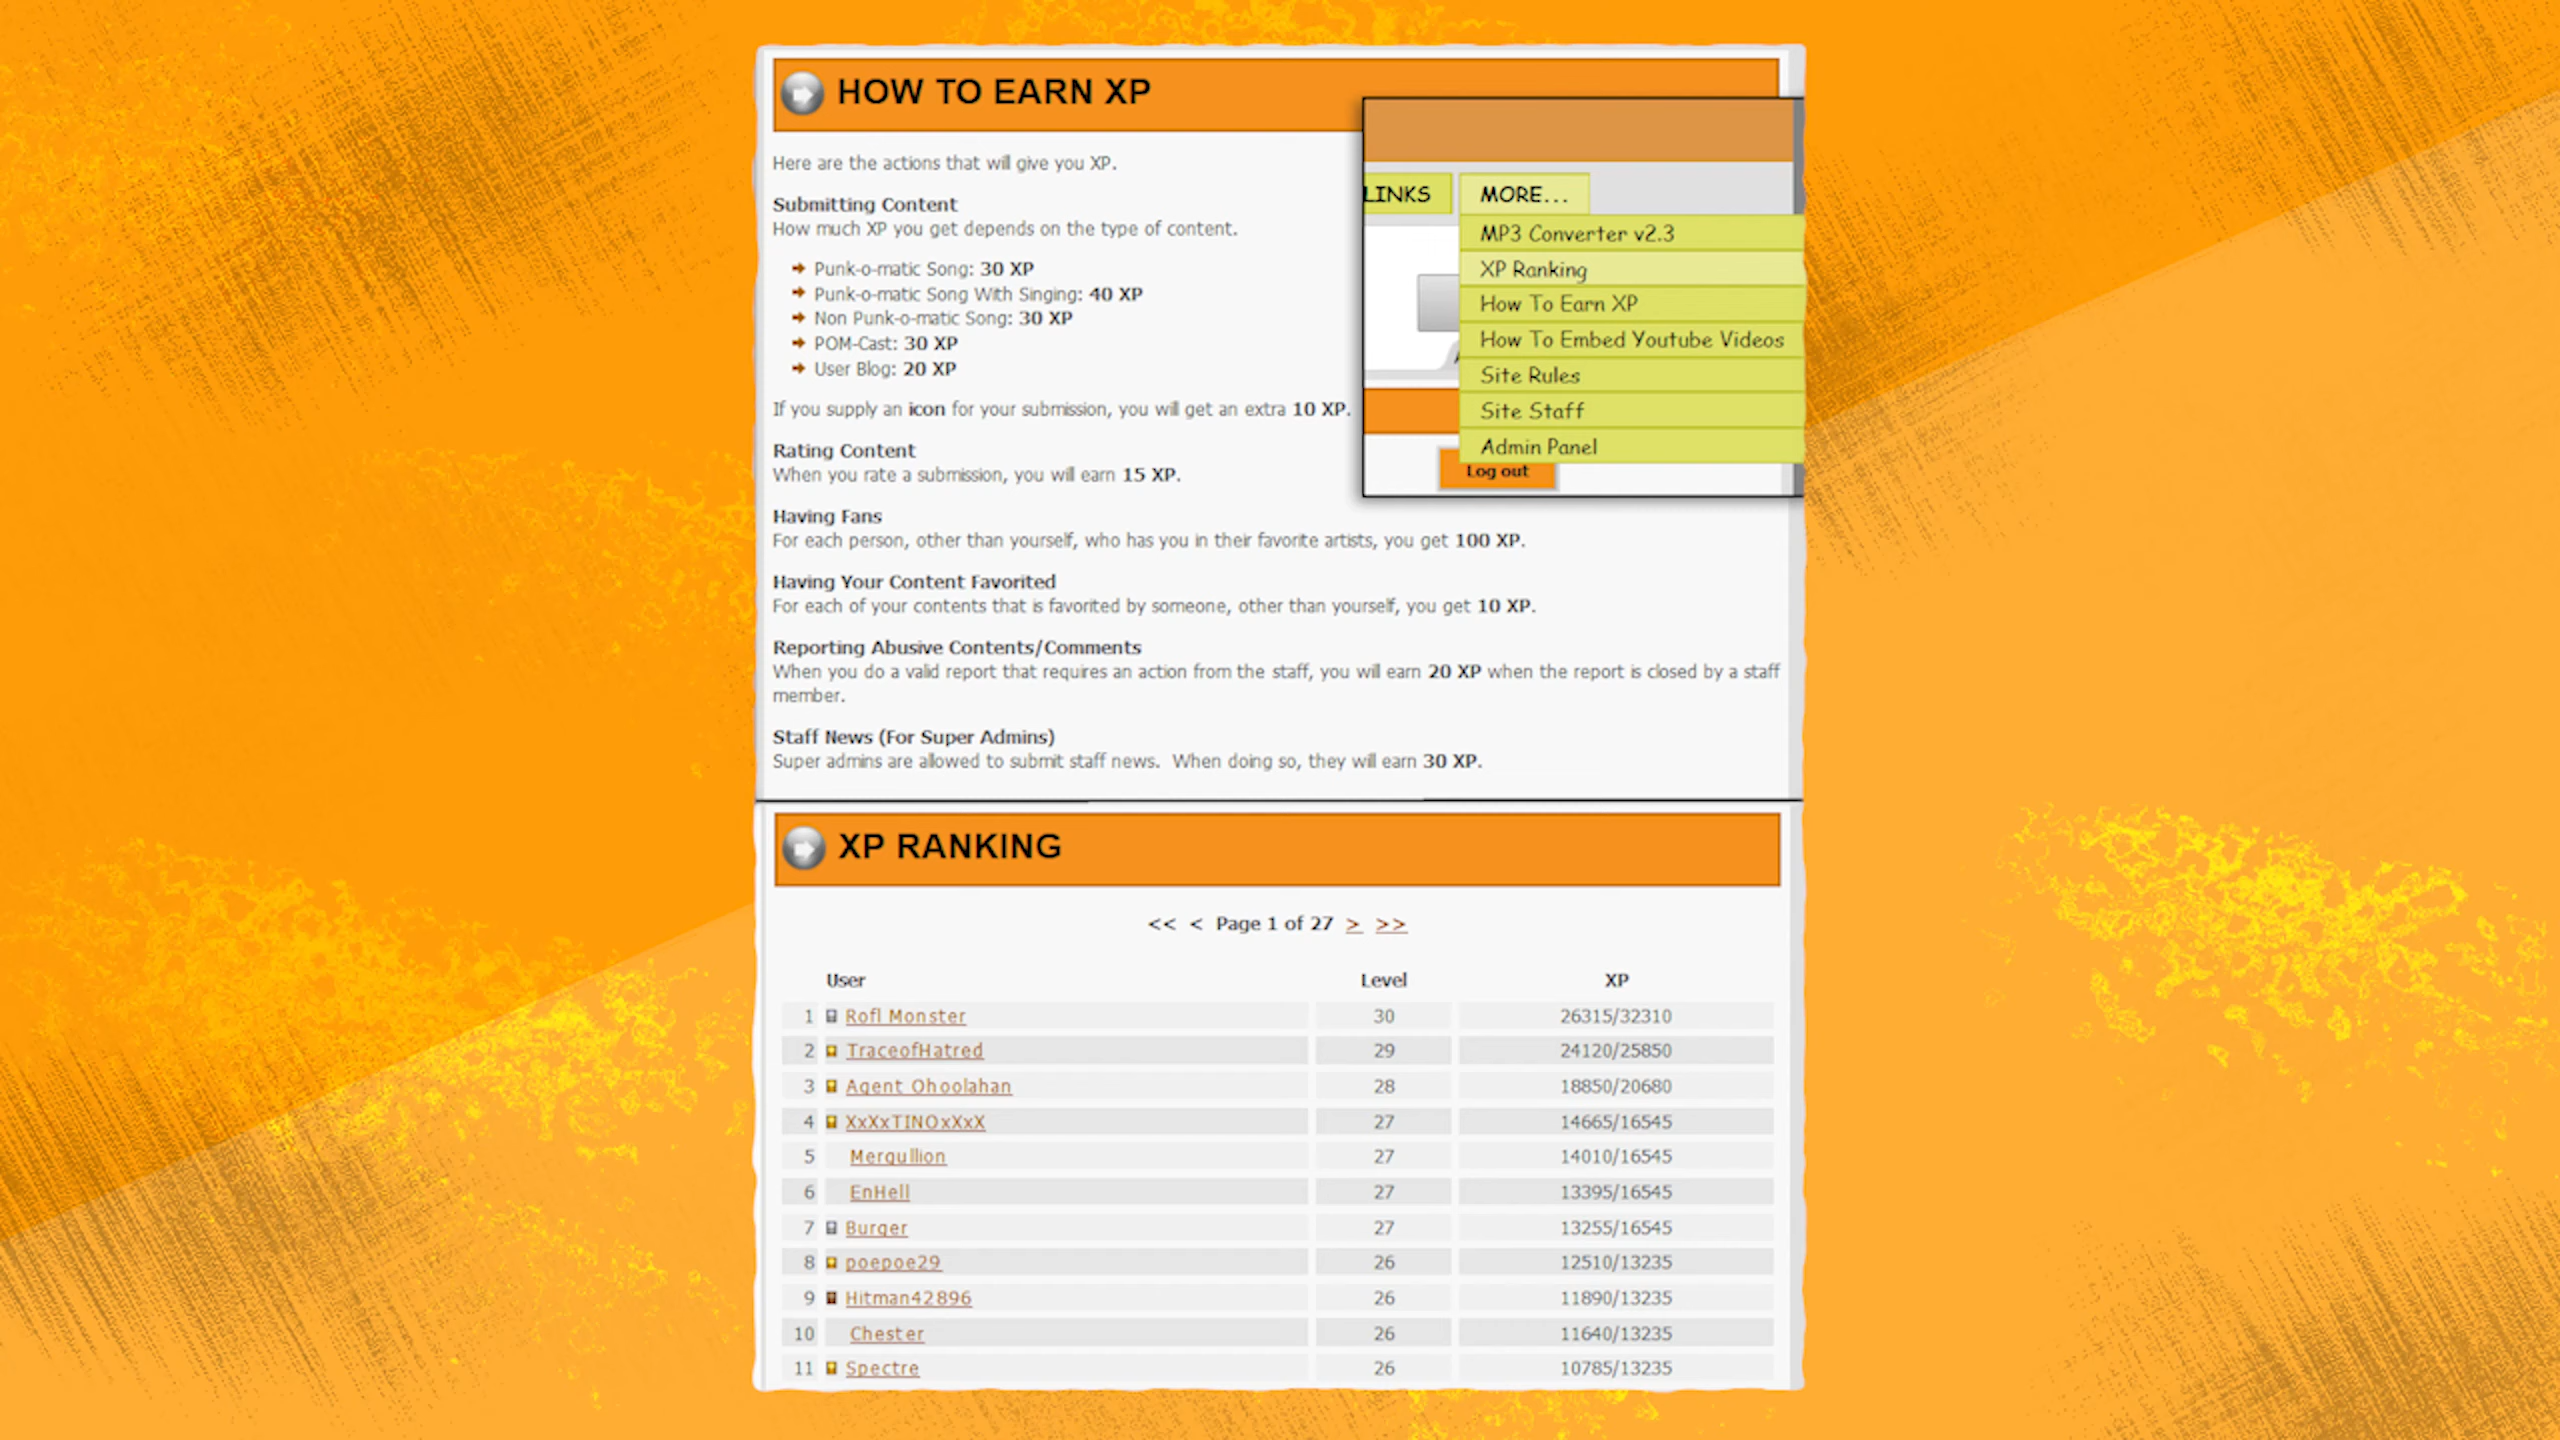 HOW TO EARN XP
Here are the actions that will give you XP.
Submitting Content
How much XP you get depends on the type of content.
Punk-o-matic Song: 30 XP
Punk-o-matic Song With Singing: 40 XP
Non Punk-o-matic Song: 30 XP
POM-Cast: 30 XP
User Blog: 20 XP
If you supply an icon for your submission, you will get an extra 10 XP.
Rating Content
When you rate a submission, you will earn 15 XP.
Having Fans
For each person, other than yourself, who has you in their favorite artists, you get 100 XP.
Having Your Content Favorited
For each of your contents that is favorited by someone, other than yourself, you get 10 XP.
Reporting Abusive Contents/Comments
When you do a valid report that requires an action from the staff, you will earn 20 XP when the report is closed by a staff
member.
Staff News (For Super Admins)
Super admins are allowed to submit staff news.  When doing so, they will earn 30 XP.
LINKS MORE...
MP3 Converter v2.3
XP Ranking
How To Earn XP
How To Embed Youtube Videos
Site Rules
Site Staff
Admin Panel
Log out
XP RANKING
<< < Page 1 of 27 > >>
User Level XP
1 Rofl Monster 30 26315/32310
2 TraceofHatred 29 24120/25850
3 Agent Ohoolahan 28 18850/20680
4 XxXxTINOxXxX 27 14665/16545
5 Mergullion 27 14010/16545
6 EnHell 27 13395/16545
7 Burger 27 13255/16545
8 poepoe29 26 12510/13235
9 Hitman42896 26 11890/13235
10 Chester 26 11640/13235
11 Spectre 26 10785/13235